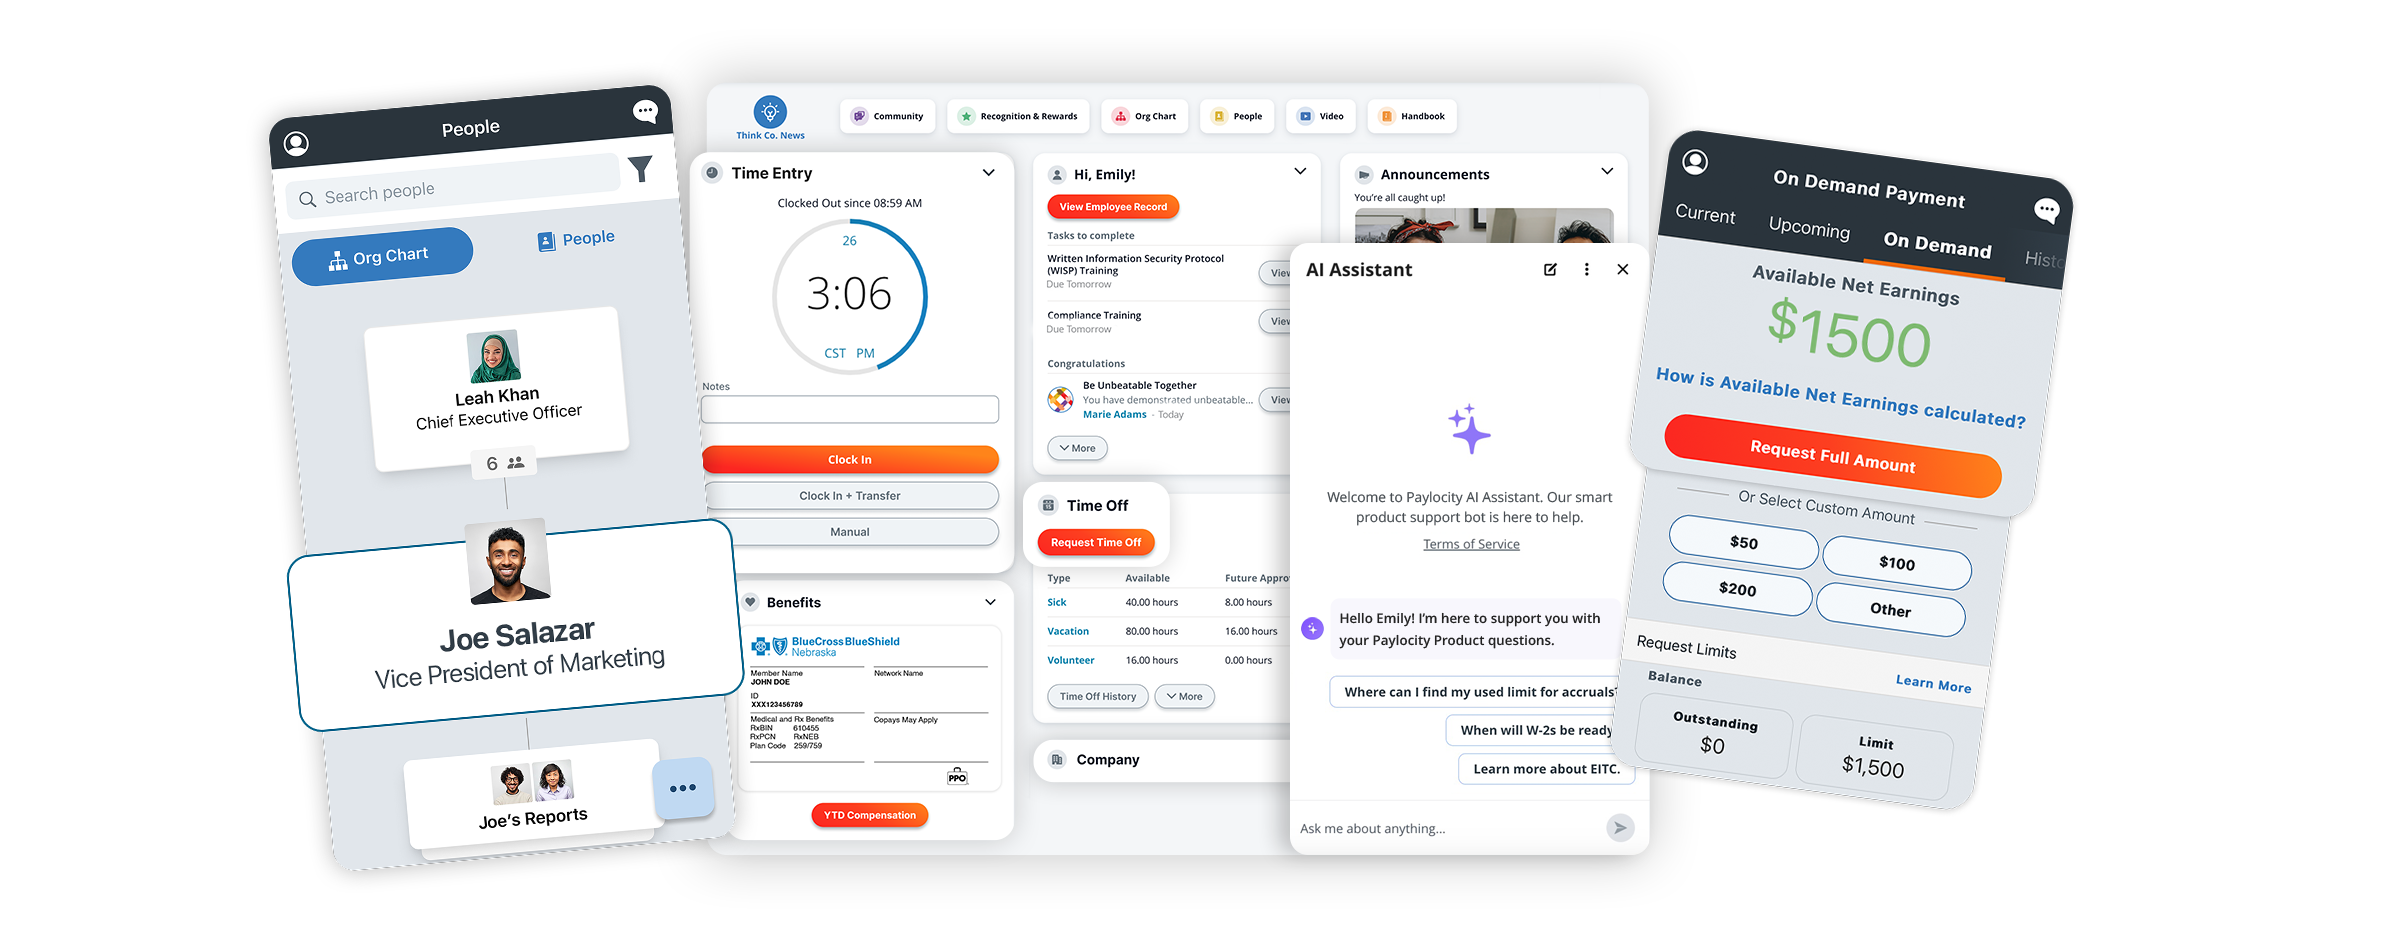 People
Search people
Org Chart
People
Leah Khan
Chief Executive Officer
6
Joe Salazar
Vice President of Marketing
Joe's Reports
Think Co. News
Community
Recognition & Rewards
Org Chart
People
Video
Handbook
Time Entry
Clocked Out since 08:59 AM
26
3:06
CST PM
Notes
Clock In
Clock In + Transfer
Manual
Benefits
BlueCross BlueShield
Nebraska
Member Name
JOHN DOE
Network Name
ID
XXX123456789
Medical and Rx Benefits
Copays May Apply
RxBIN 610455
RxPCN RxNEB
Plan Code 259/759
PPO
YTD Compensation
Hi, Emily!
View Employee Record
Tasks to complete
Written Information Security Protocol
(WISP) Training
Due Tomorrow
View
Compliance Training
Due Tomorrow
View
Congratulations
Be Unbeatable Together
You have demonstrated unbeatable...
Marie Adams - Today
View
More
Time Off
Request Time Off
Type Available Future Appro
Sick 40.00 hours 8.00 hours
Vacation 80.00 hours 16.00 hours
Volunteer 16.00 hours 0.00 hours
Time Off History
More
Company
Announcements
You're all caught up!
AI Assistant
Welcome to Paylocity AI Assistant. Our smart
product support bot is here to help.
Terms of Service
Hello Emily! I'm here to support you with
your Paylocity Product questions.
Where can I find my used limit for accruals?
When will W-2s be ready
Learn more about EITC.
Ask me about anything...
On Demand Payment
Current
Upcoming
On Demand
Histo
Available Net Earnings
$1500
How is Available Net Earnings calculated?
Request Full Amount
Or Select Custom Amount
$50
$100
$200
Other
Request Limits
Learn More
Balance
Outstanding
$0
Limit
$1,500